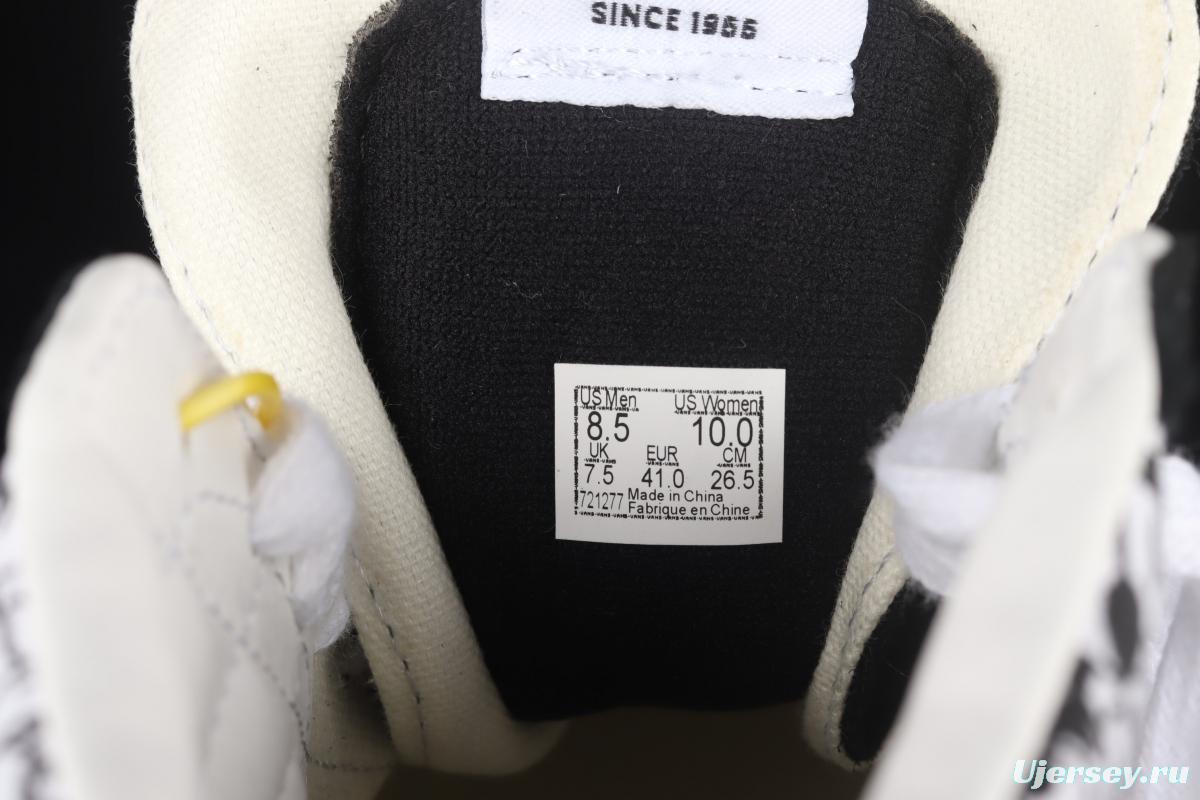 SINCE 1966
US Men US Women
8.5 10.0
UK EUR CM
7.5 41.0 26.5
721277 Made in China
Fabrique en Chine
Ujersey.ru